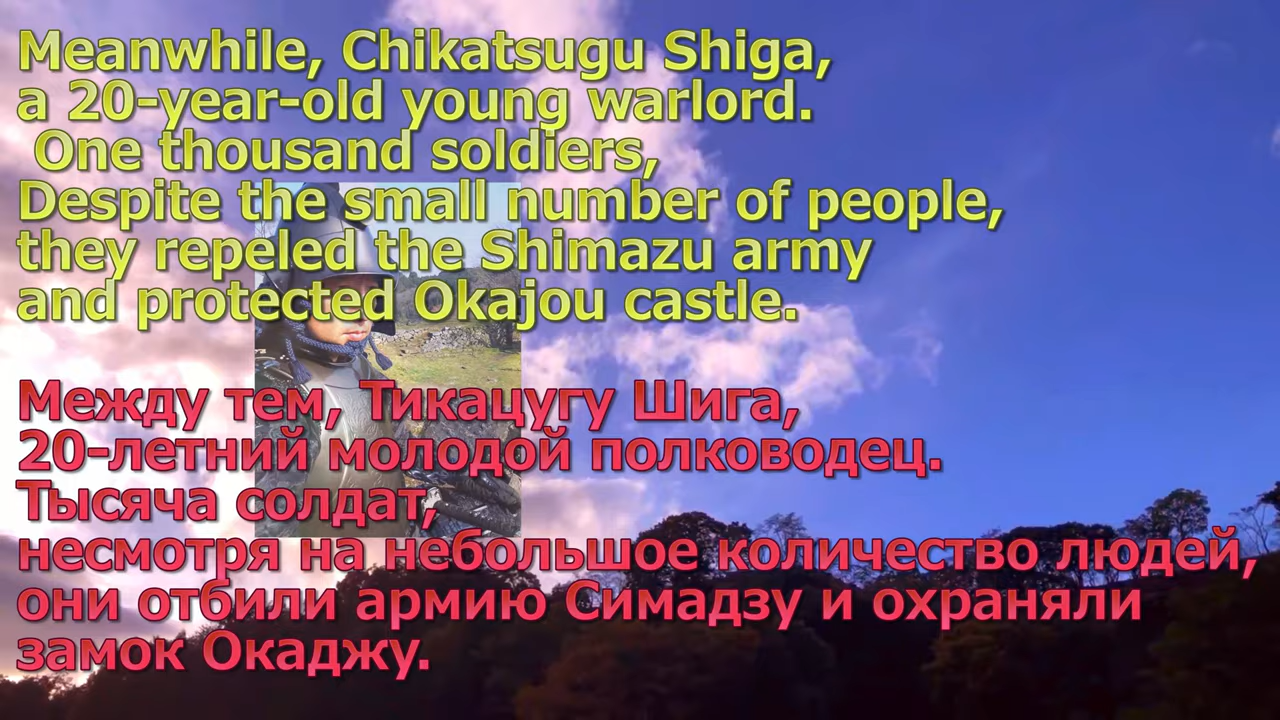 Meanwhile, Chikatsugu Shiga,
a 20-year-old young warlord.
One thousand soldiers,
Despite the small number of people,
they repeled the Shimazu army
and protected Okajou castle.
Между тем, Тикацугу Шига,
20-летний молодой полководец.
Тысяча солдат,
несмотря на небольшое количество людей,
они отбили армию Симадзу и охраняли
замок Окаджу.